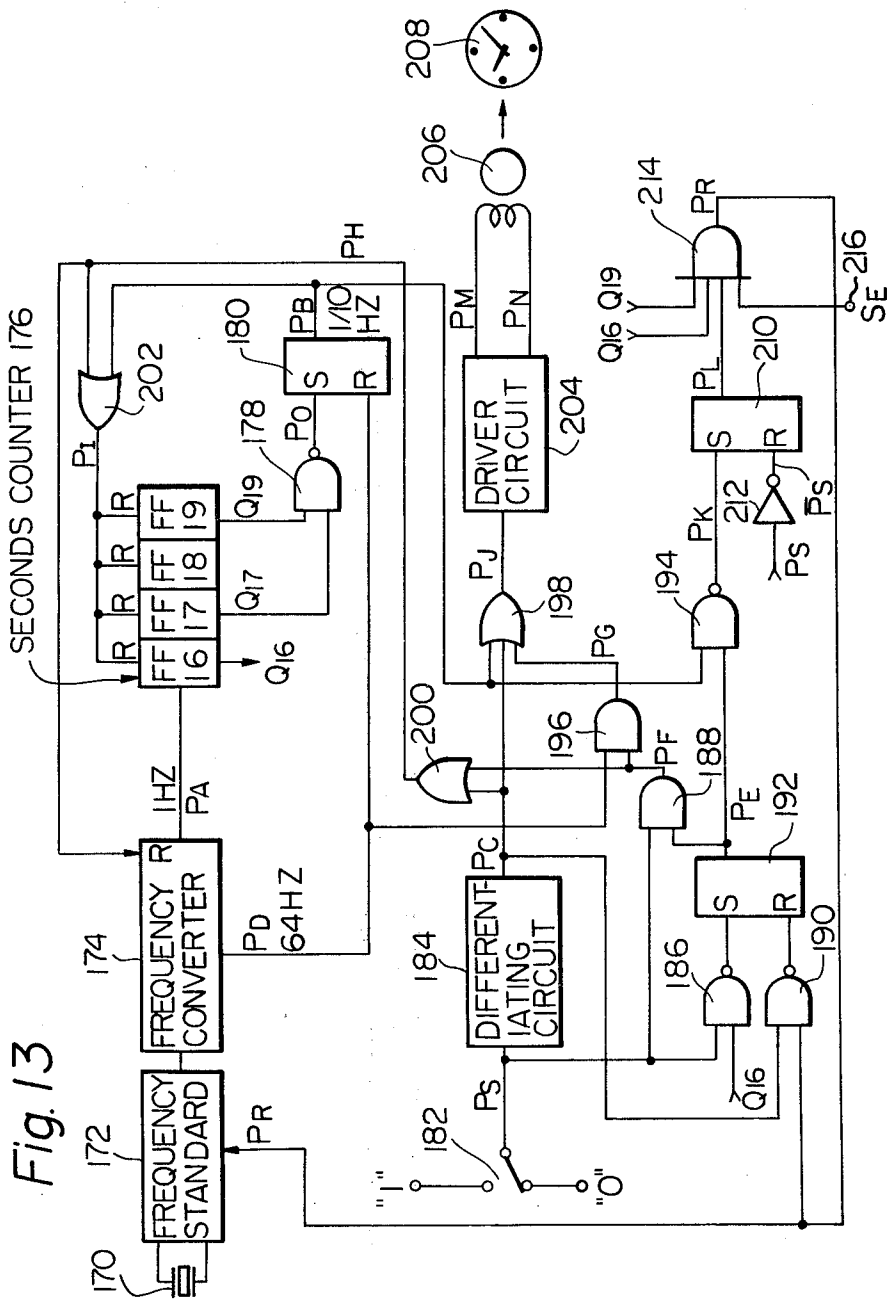 Fig. 13
SECONDS COUNTER 176
170
172
FREQUENCY
STANDARD
PR
174
FREQUENCY
CONVERTER
R
1HZ
PA
PD
64HZ
PI
202
R
R
R
R
FF
16
FF
17
FF
18
FF
19
Q16
Q17
Q19
178
PO
180
S
R
PB
1/10
HZ
PH
"1"
"0"
182
PS
184
DIFFERENT-
IATING
CIRCUIT
PC
200
196
PG
198
PJ
DRIVER
CIRCUIT
204
PM
PN
206
208
186
Q16
190
S
R
192
PE
188
PF
194
PK
212
PS
PS
S
R
210
PL
Q16
Q19
214
PR
216
SE